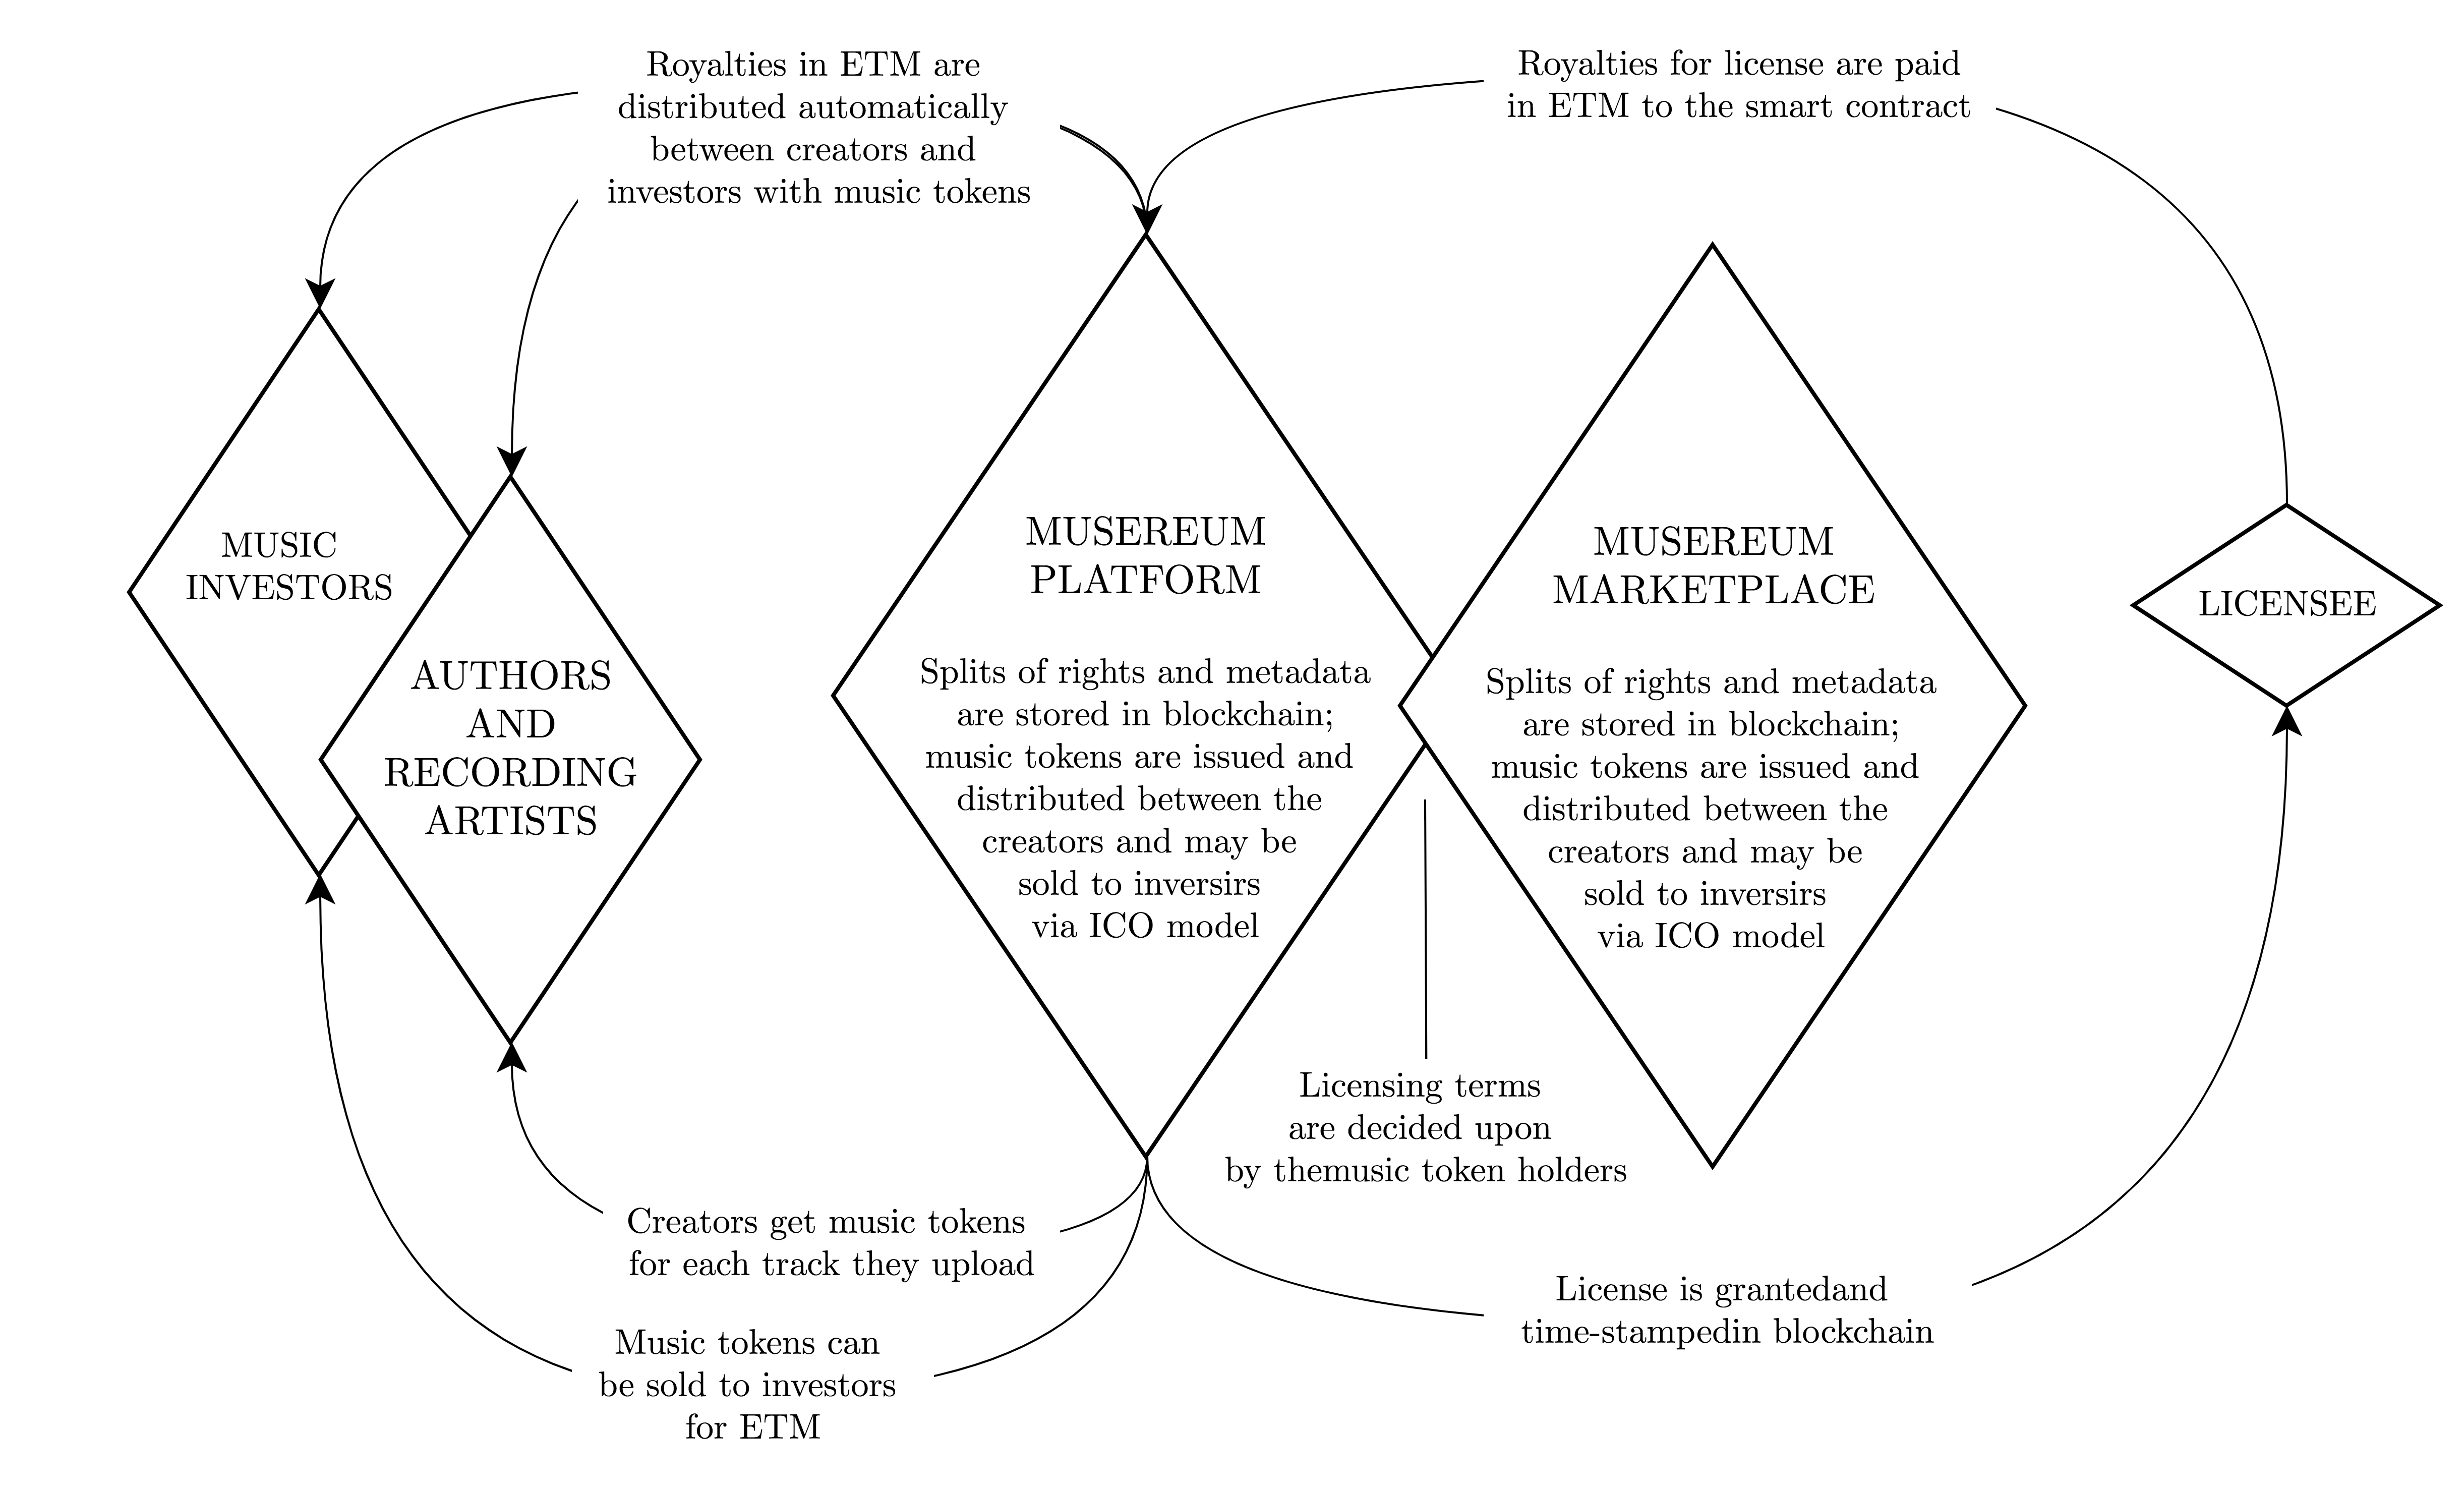 Royalties in ETM are
distributed automatically
between creators and
investors with music tokens
Royalties for license are paid
in ETM to the smart contract
MUSIC
INVESTORS
AUTHORS
AND
RECORDING
ARTISTS
MUSEREUM
PLATFORM
Splits of rights and metadata
are stored in blockchain;
music tokens are issued and
distributed between the
creators and may be
sold to inversirs
via ICO model
MUSEREUM
MARKETPLACE
Splits of rights and metadata
are stored in blockchain;
music tokens are issued and
distributed between the
creators and may be
sold to inversirs
via ICO model
LICENSEE
Licensing terms
are decided upon
by themusic token holders
Creators get music tokens
for each track they upload
Music tokens can
be sold to investors
for ETM
License is grantedand
time-stampedin blockchain